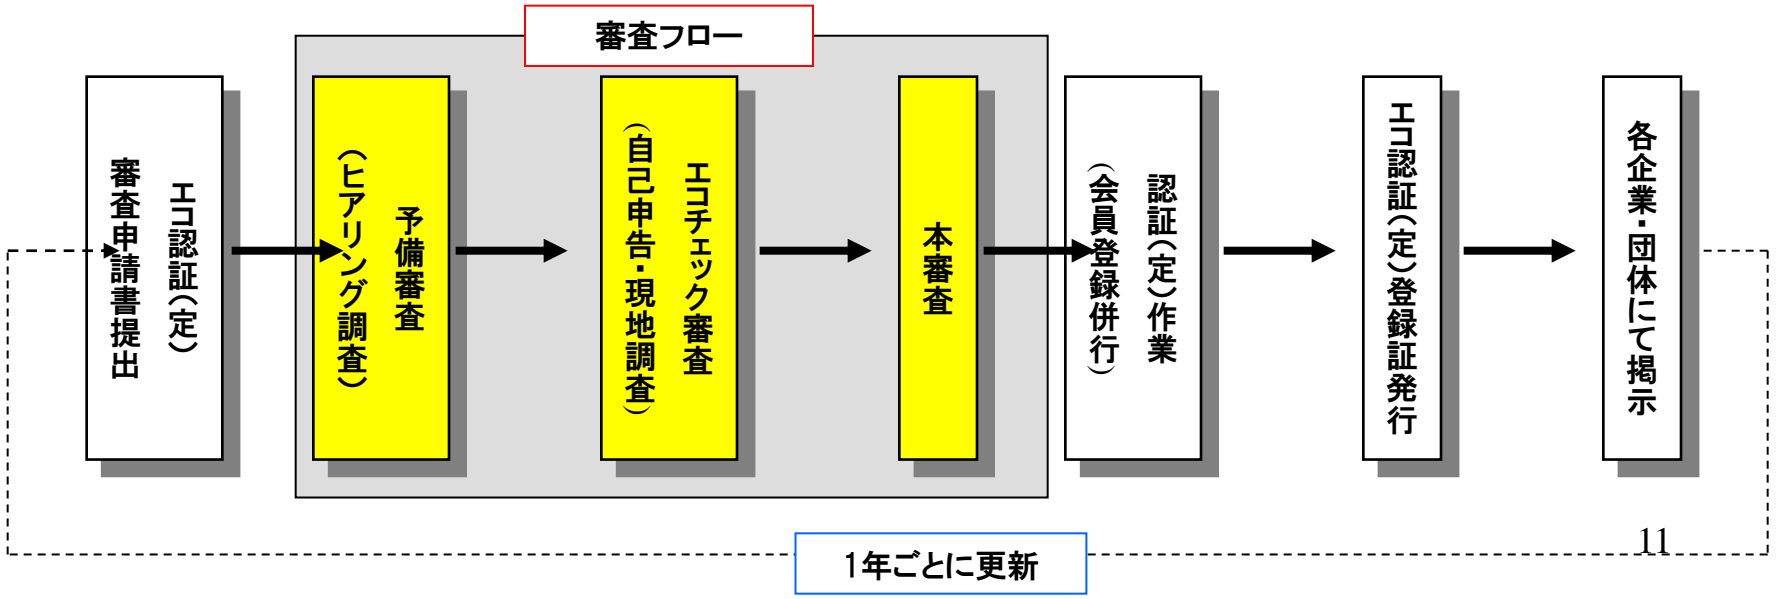 審査フロー
エコ認証(定)
審査申請書提出
予備審査
(ヒアリング調査)
エコチェック審査
(自己申告・現地調査)
本審査
認証(定)作業
(会員登録併行)
エコ認証(定)登録証発行
各企業・団体にて掲示
1年ごとに更新
11